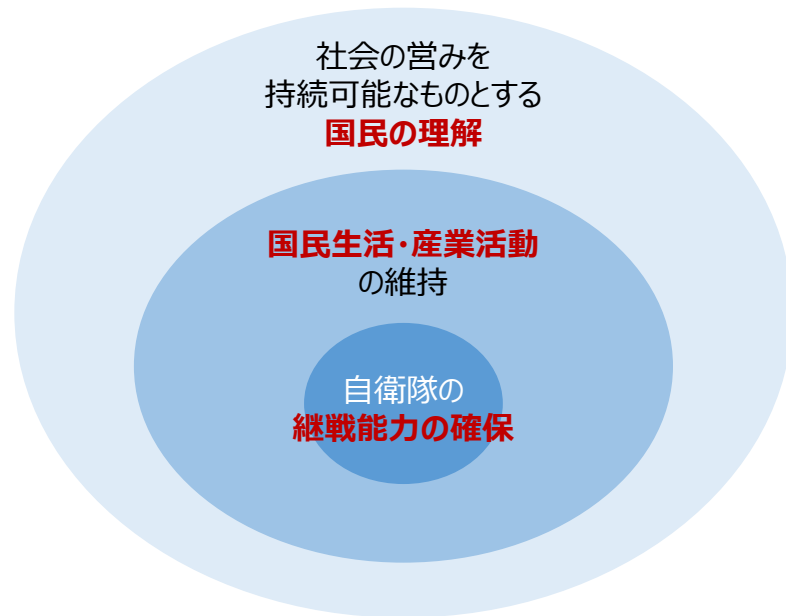 社会の営みを
持続可能なものとする
国民の理解
国民生活・産業活動
の維持
自衛隊の
継戦能力の確保